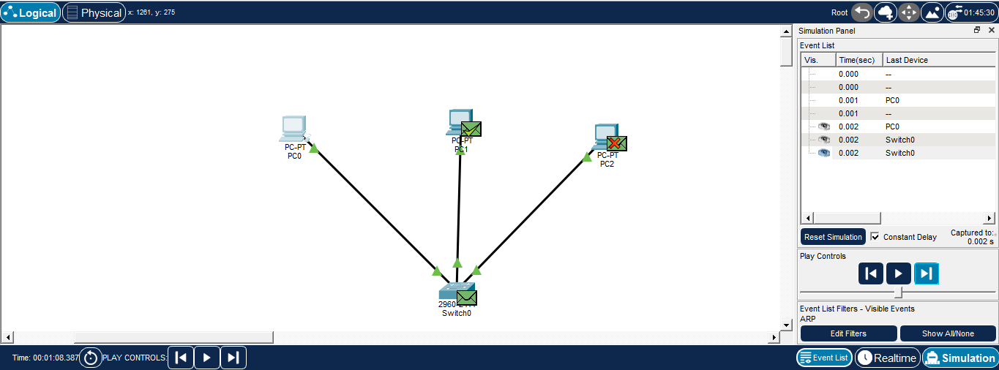 Logical Physical x: 1261, y: 275 Root 01:45:30
Simulation Panel
Event List
Vis. Time(sec) Last Device
0.000 --
0.000 --
0.001 PC0
0.001 --
0.002 PC0
0.002 Switch0
0.002 Switch0
PC-PT
PC0
PC-PT
PC1
PC-PT
PC2
Switch0
Reset Simulation Constant Delay Captured to:
0.002 s
Play Controls
Event List Filters - Visible Events
ARP
Edit Filters Show All/None
Time: 00:01:08.387 PLAY CONTROLS: Event List Realtime Simulation